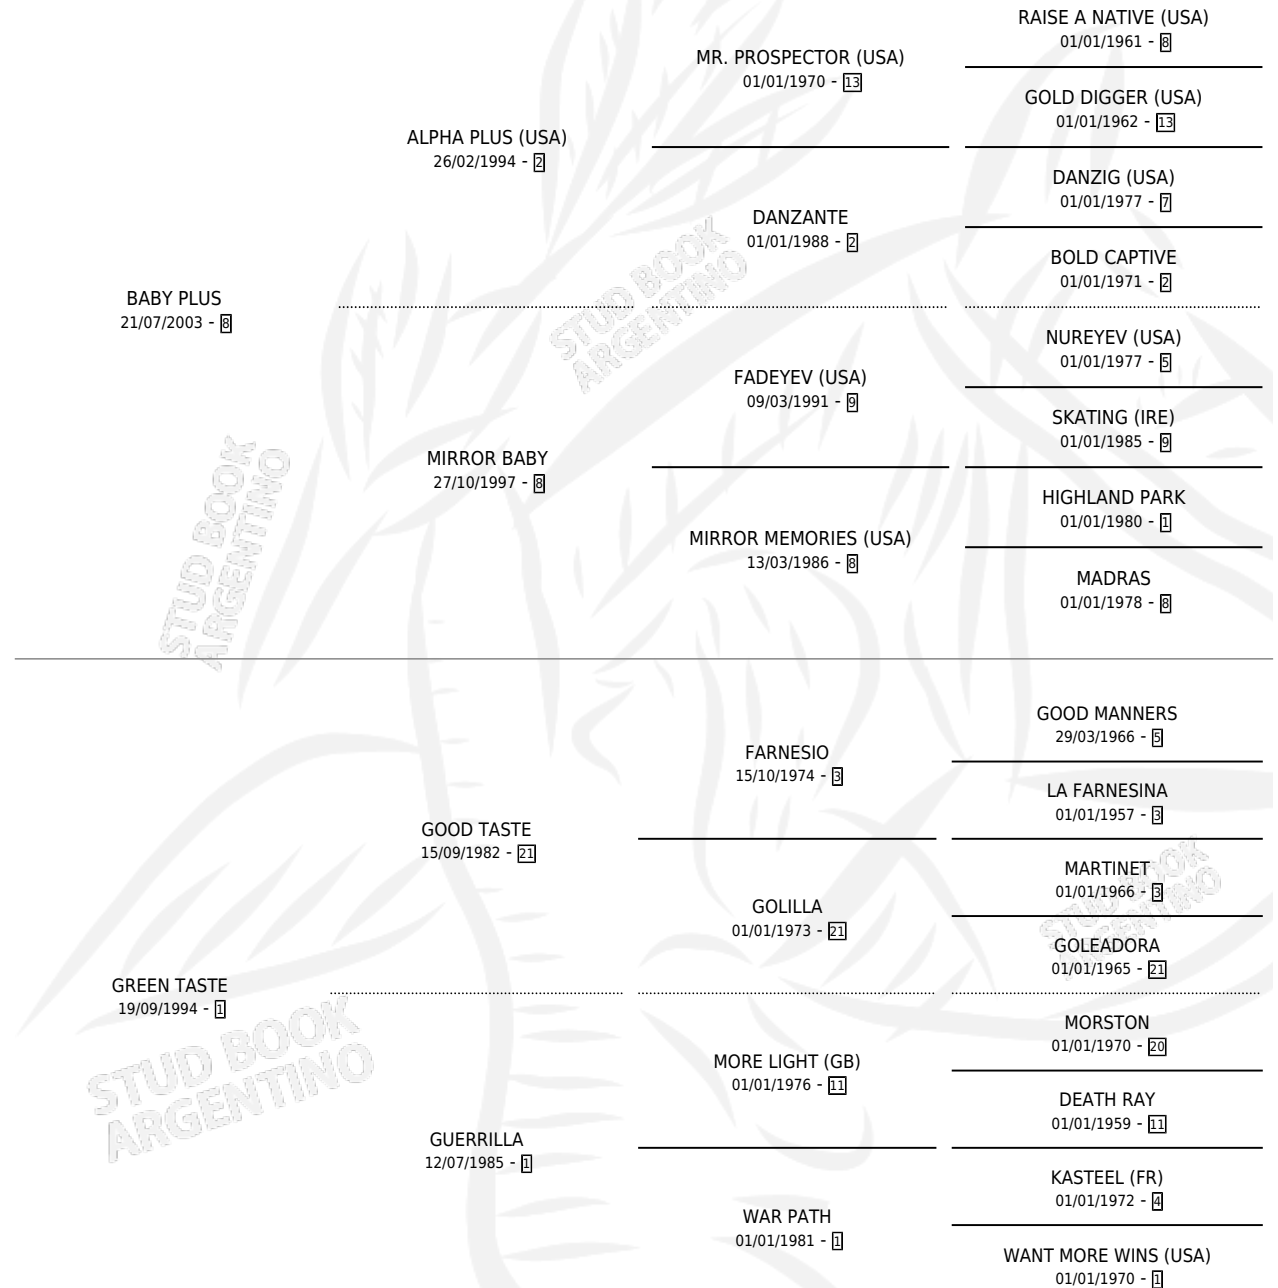 RAISE A NATIVE (USA)
01/01/1961 - 8
MR. PROSPECTOR (USA)
01/01/1970 - 13
GOLD DIGGER (USA)
01/01/1962 - 13
ALPHA PLUS (USA)
26/02/1994 - 2
DANZIG (USA)
01/01/1977 - 7
DANZANTE
01/01/1988 - 2
BOLD CAPTIVE
01/01/1971 - 2
BABY PLUS
21/07/2003 - 8
NUREYEV (USA)
01/01/1977 - 5
FADEYEV (USA)
09/03/1991 - 9
SKATING (IRE)
01/01/1985 - 9
MIRROR BABY
27/10/1997 - 8
HIGHLAND PARK
01/01/1980 - 1
MIRROR MEMORIES (USA)
13/03/1986 - 8
MADRAS
01/01/1978 - 8
GOOD MANNERS
29/03/1966 - 5
FARNESIO
15/10/1974 - 3
LA FARNESINA
01/01/1957 - 3
GOOD TASTE
15/09/1982 - 21
MARTINET
01/01/1966 - 3
GOLILLA
01/01/1973 - 21
GOLEADORA
01/01/1965 - 21
GREEN TASTE
19/09/1994 - 1
MORSTON
01/01/1970 - 20
MORE LIGHT (GB)
01/01/1976 - 11
DEATH RAY
01/01/1959 - 11
GUERRILLA
12/07/1985 - 1
KASTEEL (FR)
01/01/1972 - 4
WAR PATH
01/01/1981 - 1
WANT MORE WINS (USA)
01/01/1970 - 1
STUD BOOK
ARGENTINO
STUD BOOK
ARGENTINO
STUD BOOK
ARGENTINO
STUD BOOK
ARGENTINO